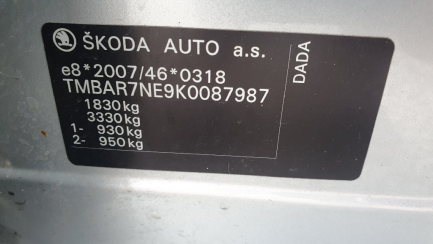 ŠKODA AUTO a.s.
e8*2007/46*0318
TMBAR7NE9K0087987
1830kg
3330kg
1- 930kg
2- 950kg
DADA